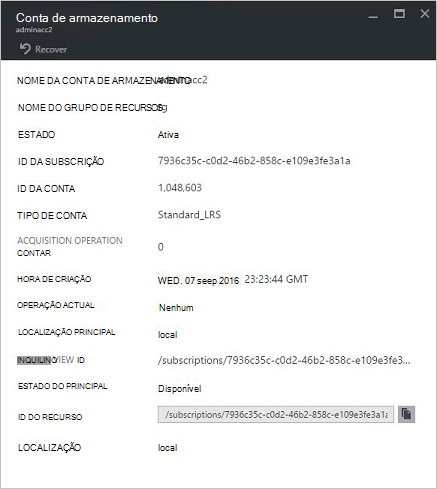 Conta de armazenamento
adminacc2
Recover
NOME DA CONTA DE ARMAZENAMENTO adminacc2
NOME DO GRUPO DE RECURSOS rg
ESTADO Ativa
ID DA SUBSCRIÇÃO 7936c35c-c0d2-46b2-858c-e109e3fe3a1a
ID DA CONTA 1,048,603
TIPO DE CONTA Standard_LRS
ACQUISITION OPERATION
CONTAR 0
HORA DE CRIAÇÃO WED. 07 seep 2016 23:23:44 GMT
OPERAÇÃO ACTUAL Nenhum
LOCALIZAÇÃO PRINCIPAL local
INQUILINO VIEW ID /subscriptions/7936c35c-c0d2-46b2-858c-e109e3fe3...
ESTADO DO PRINCIPAL Disponível
ID DO RECURSO /subscriptions/7936c35c-c0d2-46b2-858c-e109e3fe3a1a
LOCALIZAÇÃO local